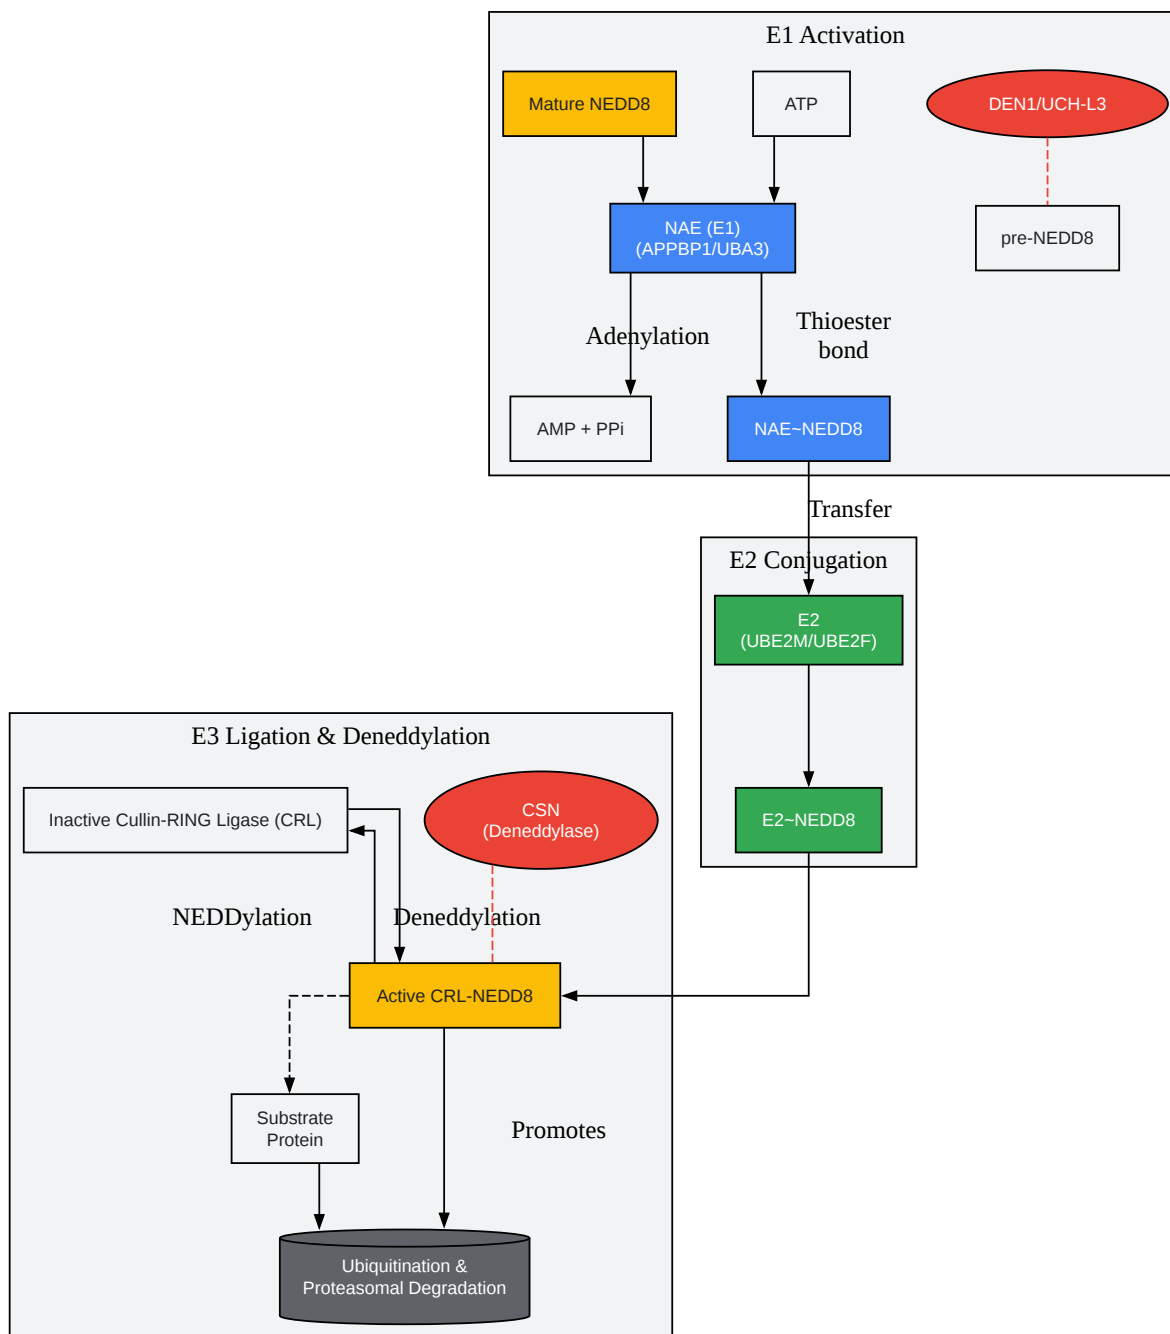 E1 Activation
Mature NEDD8
ATP
DEN1/UCH-L3
NAE (E1)
(APPBP1/UBA3)
pre-NEDD8
Adenylation
Thioester
bond
AMP + PPi
NAE~NEDD8
Transfer
E2 Conjugation
E2
(UBE2M/UBE2F)
E2~NEDD8
E3 Ligation & Deneddylation
Inactive Cullin-RING Ligase (CRL)
CSN
(Deneddylase)
NEDDylation
Deneddylation
Active CRL-NEDD8
Substrate
Protein
Promotes
Ubiquitination &
Proteasomal Degradation